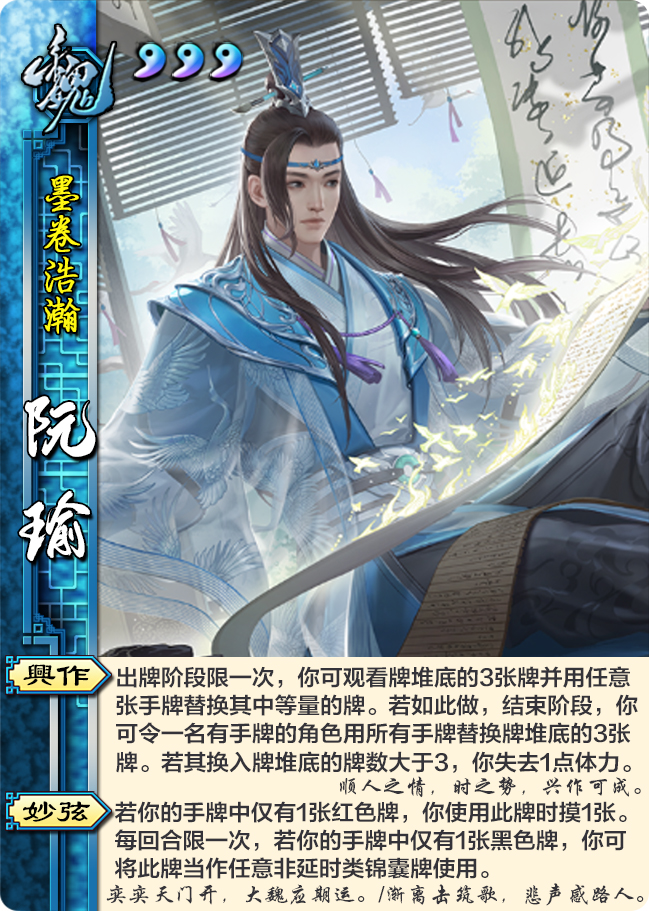 魏
墨卷浩瀚
阮瑜
興作
出牌阶段限一次，你可观看牌堆底的3张牌并用任意
张手牌替换其中等量的牌。若如此做，结束阶段，你
可令一名有手牌的角色用所有手牌替换牌堆底的3张
牌。若其换入牌堆底的牌数大于3，你失去1点体力。
顺人之情，时之势，兴作可成。
妙弦
若你的手牌中仅有1张红色牌，你使用此牌时摸1张。
每回合限一次，若你的手牌中仅有1张黑色牌，你可
将此牌当作任意非延时类锦囊牌使用。
奕奕天门开，大魏应期运。/渐离击筑歌，悲声感路人。